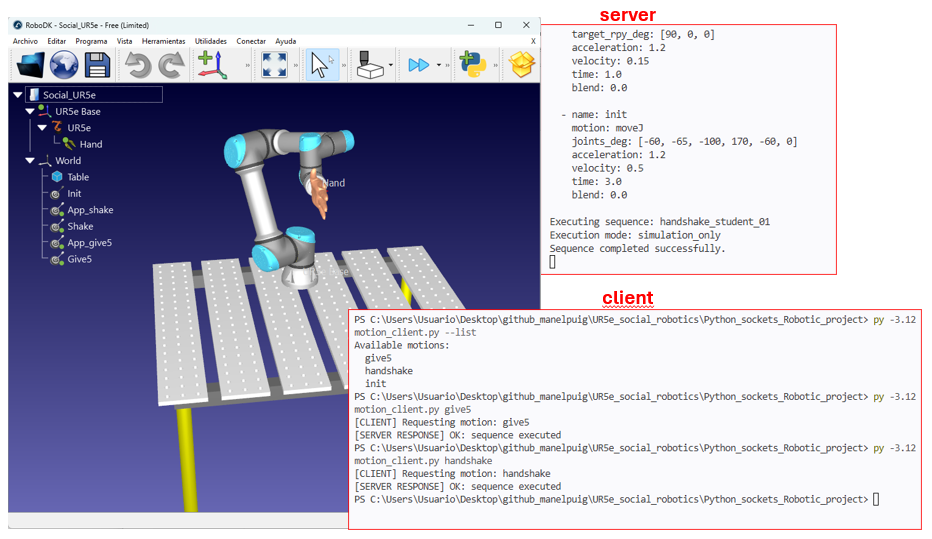 server
RoboDK - Social_UR5e - Free (Limited)
Archivo Editar Programa Vista Herramientas Utilidades Conectar Ayuda
Social_UR5e
UR5e Base
UR5e
Hand
World
Table
Init
App_shake
Shake
App_give5
Give5
Hand
target_rpy_deg: [90, 0, 0]
acceleration: 1.2
velocity: 0.15
time: 1.0
blend: 0.0
- name: init
motion: moveJ
joints_deg: [-60, -65, -100, 170, -60, 0]
acceleration: 1.2
velocity: 0.5
time: 3.0
blend: 0.0
Executing sequence: handshake_student_01
Execution mode: simulation_only
Sequence completed successfully.
client
PS C:\Users\Usuario\Desktop\github_manelpuig\UR5e_social_robotics\Python_sockets_Robotic_project> py -3.12
motion_client.py --list
Available motions:
give5
handshake
init
PS C:\Users\Usuario\Desktop\github_manelpuig\UR5e_social_robotics\Python_sockets_Robotic_project> py -3.12
motion_client.py give5
[CLIENT] Requesting motion: give5
[SERVER RESPONSE] OK: sequence executed
PS C:\Users\Usuario\Desktop\github_manelpuig\UR5e_social_robotics\Python_sockets_Robotic_project> py -3.12
motion_client.py handshake
[CLIENT] Requesting motion: handshake
[SERVER RESPONSE] OK: sequence executed
PS C:\Users\Usuario\Desktop\github_manelpuig\UR5e_social_robotics\Python_sockets_Robotic_project>